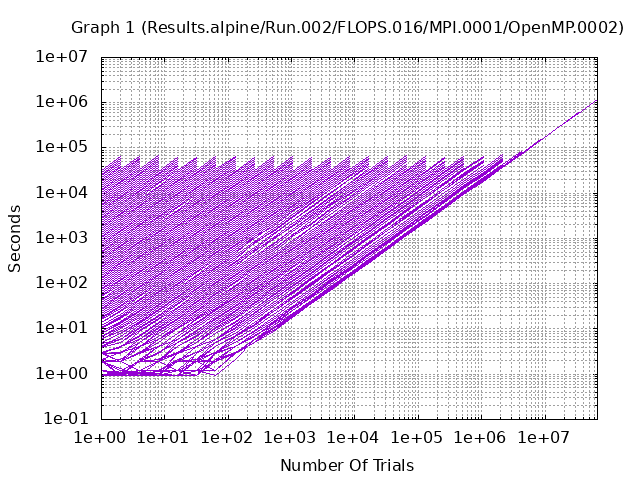 Graph 1 (Results.alpine/Run.002/FLOPS.016/MPI.0001/OpenMP.0002)
1e+07
1e+06
1e+05
1e+04
1e+03
1e+02
1e+01
1e+00
1e-01
Seconds
1e+00 1e+01 1e+02 1e+03 1e+04 1e+05 1e+06 1e+07
Number Of Trials